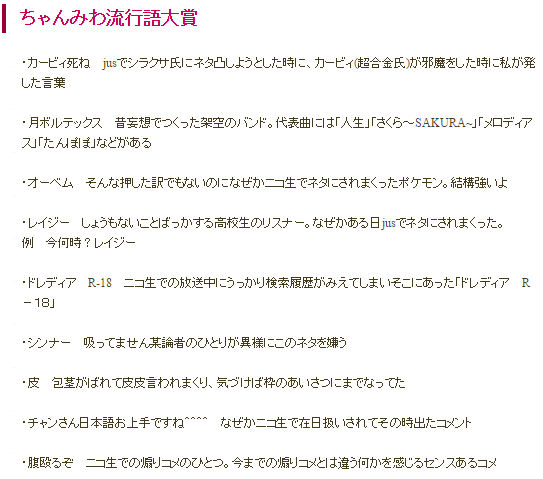 ちゃんみわ流行語大賞
・カービィ死ね　jusでシラクサ氏にネタ凸しようとした時に、カービィ(超合金氏)が邪魔をした時に私が発
した言葉
・月ボルテックス　昔妄想でつくった架空のバンド。代表曲には「人生」「さくら～SAKURA~」「メロディア
ス」「たんぽぽ」などがある
・オーベム　そんな押した訳でもないのになぜかニコ生でネタにされまくったポケモン。結構強いよ
・レイジー　しょうもないことばっかする高校生のリスナー。なぜかある日jusでネタにされまくった。
例　今何時？レイジー
・ドレディア　R-18　ニコ生での放送中にうっかり検索履歴がみえてしまいそこにあった「ドレディア　R
－１８」
・シンナー　吸ってません某論者のひとりが異様にこのネタを嫌う
・皮　包茎がばれて皮皮言われまくり、気づけば枠のあいさつにまでなってた
・チャンさん日本語お上手ですね^^^^　なぜかニコ生で在日扱いされてその時出たコメント
・腹殴るぞ　ニコ生での煽りコメのひとつ。今までの煽りコメとは違う何かを感じるセンスあるコメ